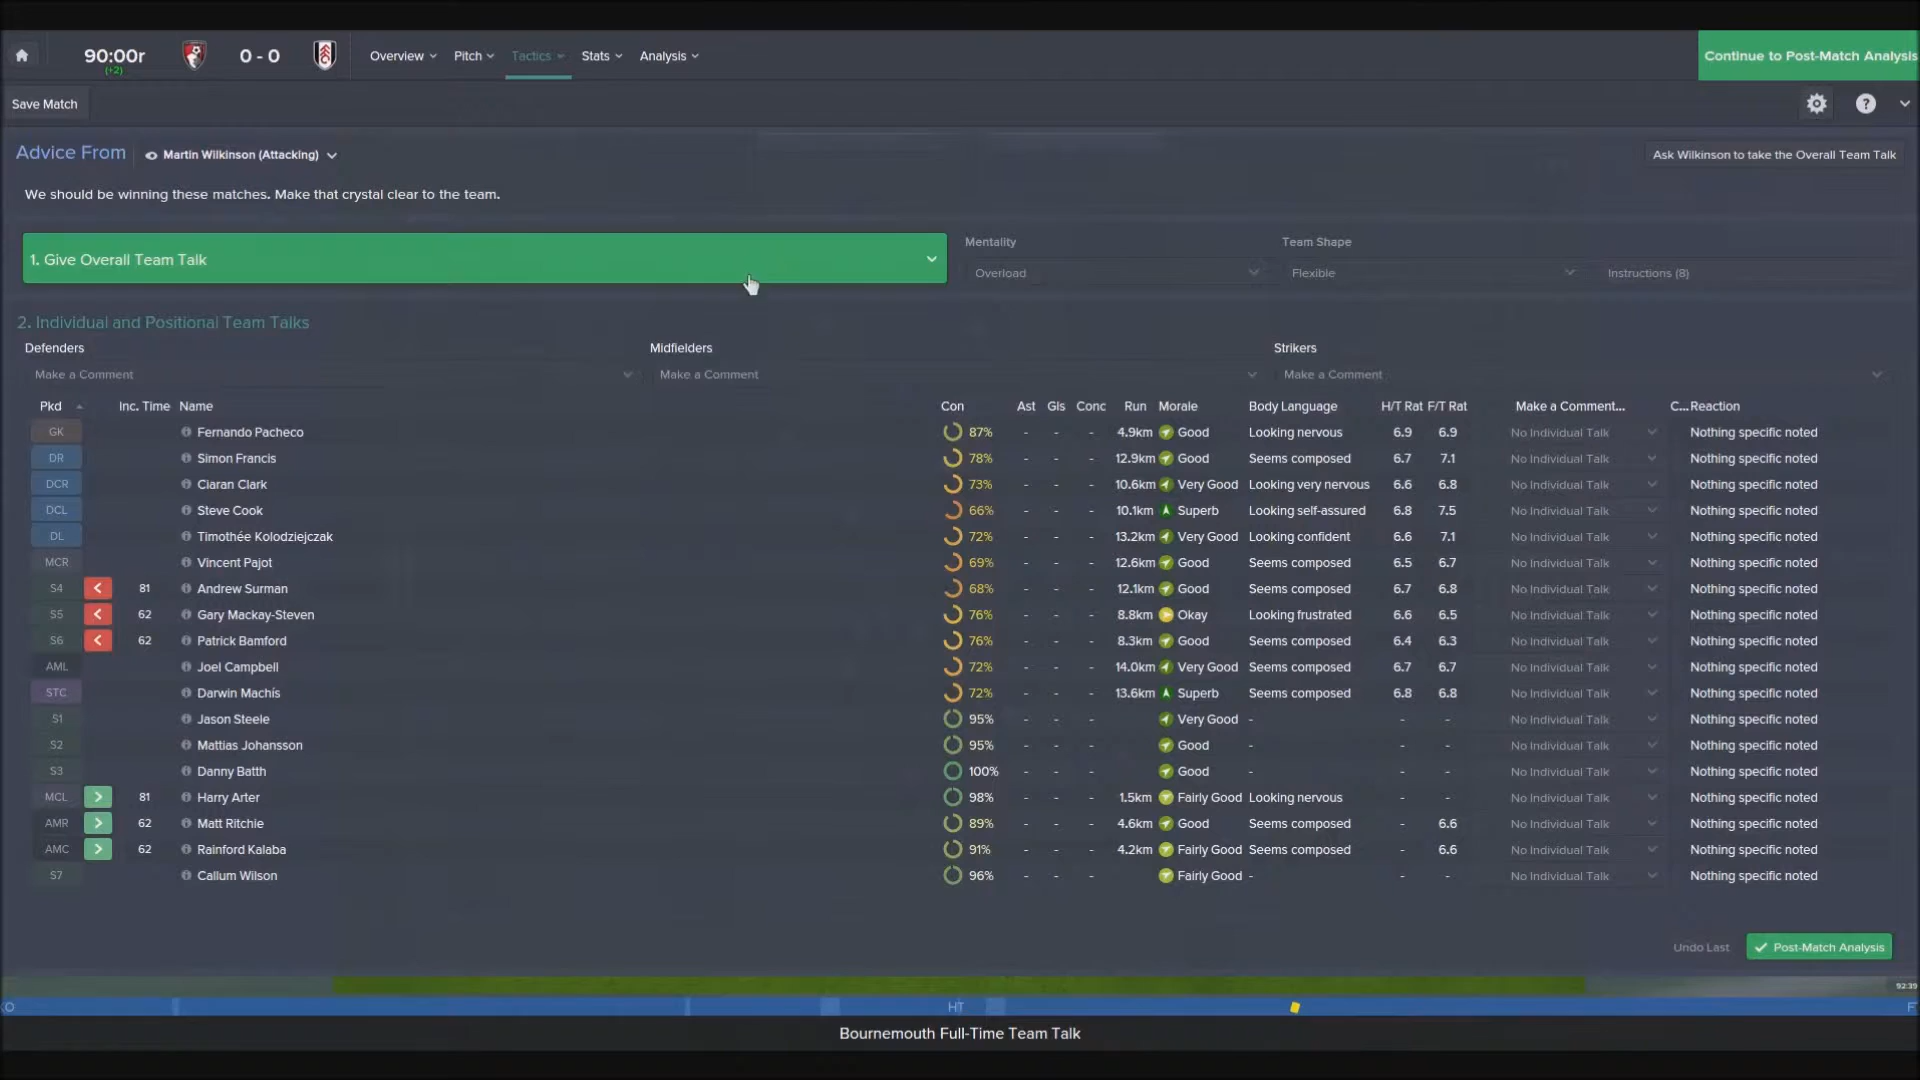 90:00r
(+2)
0 - 0
Overview
Pitch
Tactics
Stats
Analysis
Continue to Post-Match Analysis
Save Match
Advice From
Martin Wilkinson (Attacking)
Ask Wilkinson to take the Overall Team Talk
We should be winning these matches. Make that crystal clear to the team.
1. Give Overall Team Talk
Mentality
Overload
Team Shape
Flexible
Instructions (8)
2. Individual and Positional Team Talks
Defenders Midfielders Strikers
Make a Comment Make a Comment Make a Comment
Pkd Inc. Time Name Con Ast Gls Conc Run Morale Body Language H/T Rat F/T Rat Make a Comment... C... Reaction
GK Fernando Pacheco 87% - - - 4.9km Good Looking nervous 6.9 6.9 No Individual Talk Nothing specific noted
DR Simon Francis 78% - - - 12.9km Good Seems composed 6.7 7.1 No Individual Talk Nothing specific noted
DCR Ciaran Clark 73% - - - 10.6km Very Good Looking very nervous 6.6 6.8 No Individual Talk Nothing specific noted
DCL Steve Cook 66% - - - 10.1km Superb Looking self-assured 6.8 7.5 No Individual Talk Nothing specific noted
DL Timothée Kolodziejczak 72% - - - 13.2km Very Good Looking confident 6.6 7.1 No Individual Talk Nothing specific noted
MCR Vincent Pajot 69% - - - 12.6km Good Seems composed 6.5 6.7 No Individual Talk Nothing specific noted
S4 81 Andrew Surman 68% - - - 12.1km Good Seems composed 6.7 6.8 No Individual Talk Nothing specific noted
S5 62 Gary Mackay-Steven 76% - - - 8.8km Okay Looking frustrated 6.6 6.5 No Individual Talk Nothing specific noted
S6 62 Patrick Bamford 76% - - - 8.3km Good Seems composed 6.4 6.3 No Individual Talk Nothing specific noted
AML Joel Campbell 72% - - - 14.0km Very Good Seems composed 6.7 6.7 No Individual Talk Nothing specific noted
STC Darwin Machís 72% - - - 13.6km Superb Seems composed 6.8 6.8 No Individual Talk Nothing specific noted
S1 Jason Steele 95% - - - Very Good - - - No Individual Talk Nothing specific noted
S2 Mattias Johansson 95% - - - Good - - - No Individual Talk Nothing specific noted
S3 Danny Batth 100% - - - Good - - - No Individual Talk Nothing specific noted
MCL 81 Harry Arter 98% - - - 1.5km Fairly Good Looking nervous - - No Individual Talk Nothing specific noted
AMR 62 Matt Ritchie 89% - - - 4.6km Good Seems composed - 6.6 No Individual Talk Nothing specific noted
AMC 62 Rainford Kalaba 91% - - - 4.2km Fairly Good Seems composed - 6.6 No Individual Talk Nothing specific noted
S7 Callum Wilson 96% - - - Fairly Good - - - No Individual Talk Nothing specific noted
Undo Last
Post-Match Analysis
92:39
HT
Bournemouth Full-Time Team Talk